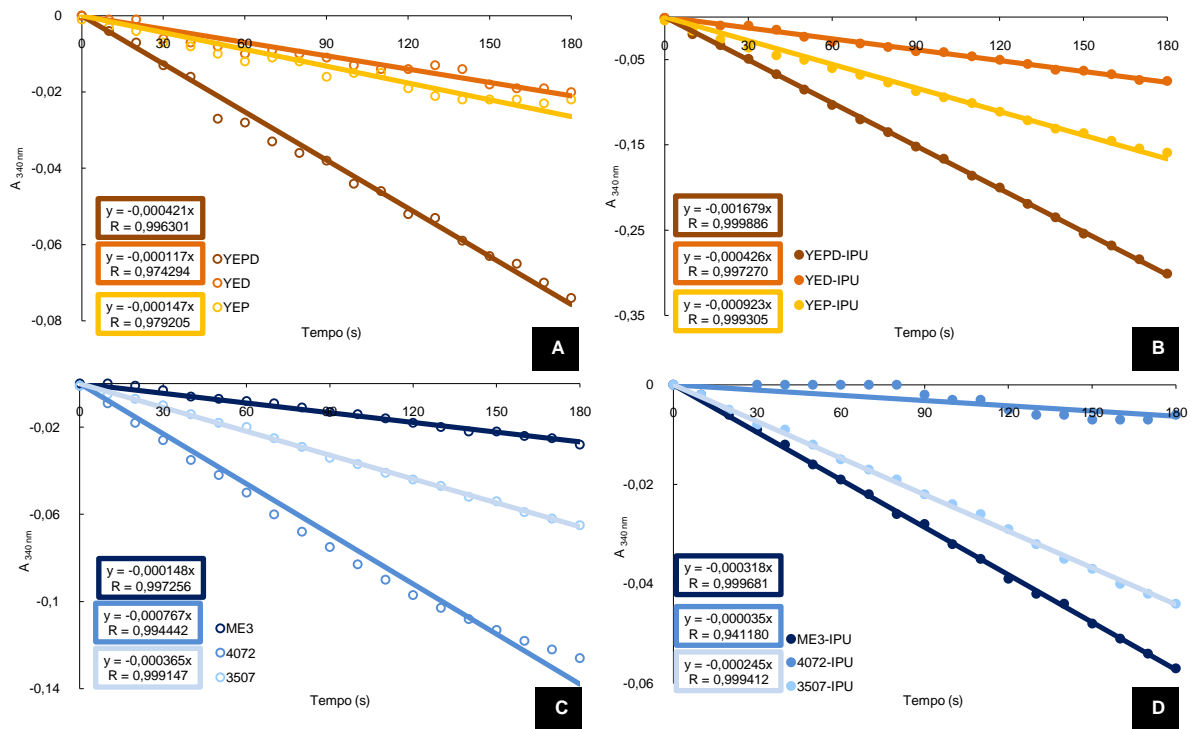 0
0 30 60 90 120 150 180
-0,02
-0,04
-0,06
-0,08
A 340 nm
y = -0,000421x
R = 0,996301
y = -0,000117x
R = 0,974294
y = -0,000147x
R = 0,979205
YEPD
YED
YEP
Tempo (s)
A
0 30 60 90 120 150 180
-0,05
-0,15
-0,25
-0,35
A 340 nm
y = -0,001679x
R = 0,999886
y = -0,000426x
R = 0,997270
y = -0,000923x
R = 0,999305
YEPD-IPU
YED-IPU
YEP-IPU
Tempo (s)
B
0 30 60 90 120 150 180
-0,02
-0,06
-0,1
-0,14
A 340 nm
y = -0,000148x
R = 0,997256
y = -0,000767x
R = 0,994442
y = -0,000365x
R = 0,999147
ME3
4072
3507
Tempo (s)
C
0
0 30 60 90 120 150 180
-0,02
-0,04
-0,06
A 340 nm
y = -0,000318x
R = 0,999681
y = -0,000035x
R = 0,941180
y = -0,000245x
R = 0,999412
ME3-IPU
4072-IPU
3507-IPU
Tempo (s)
D